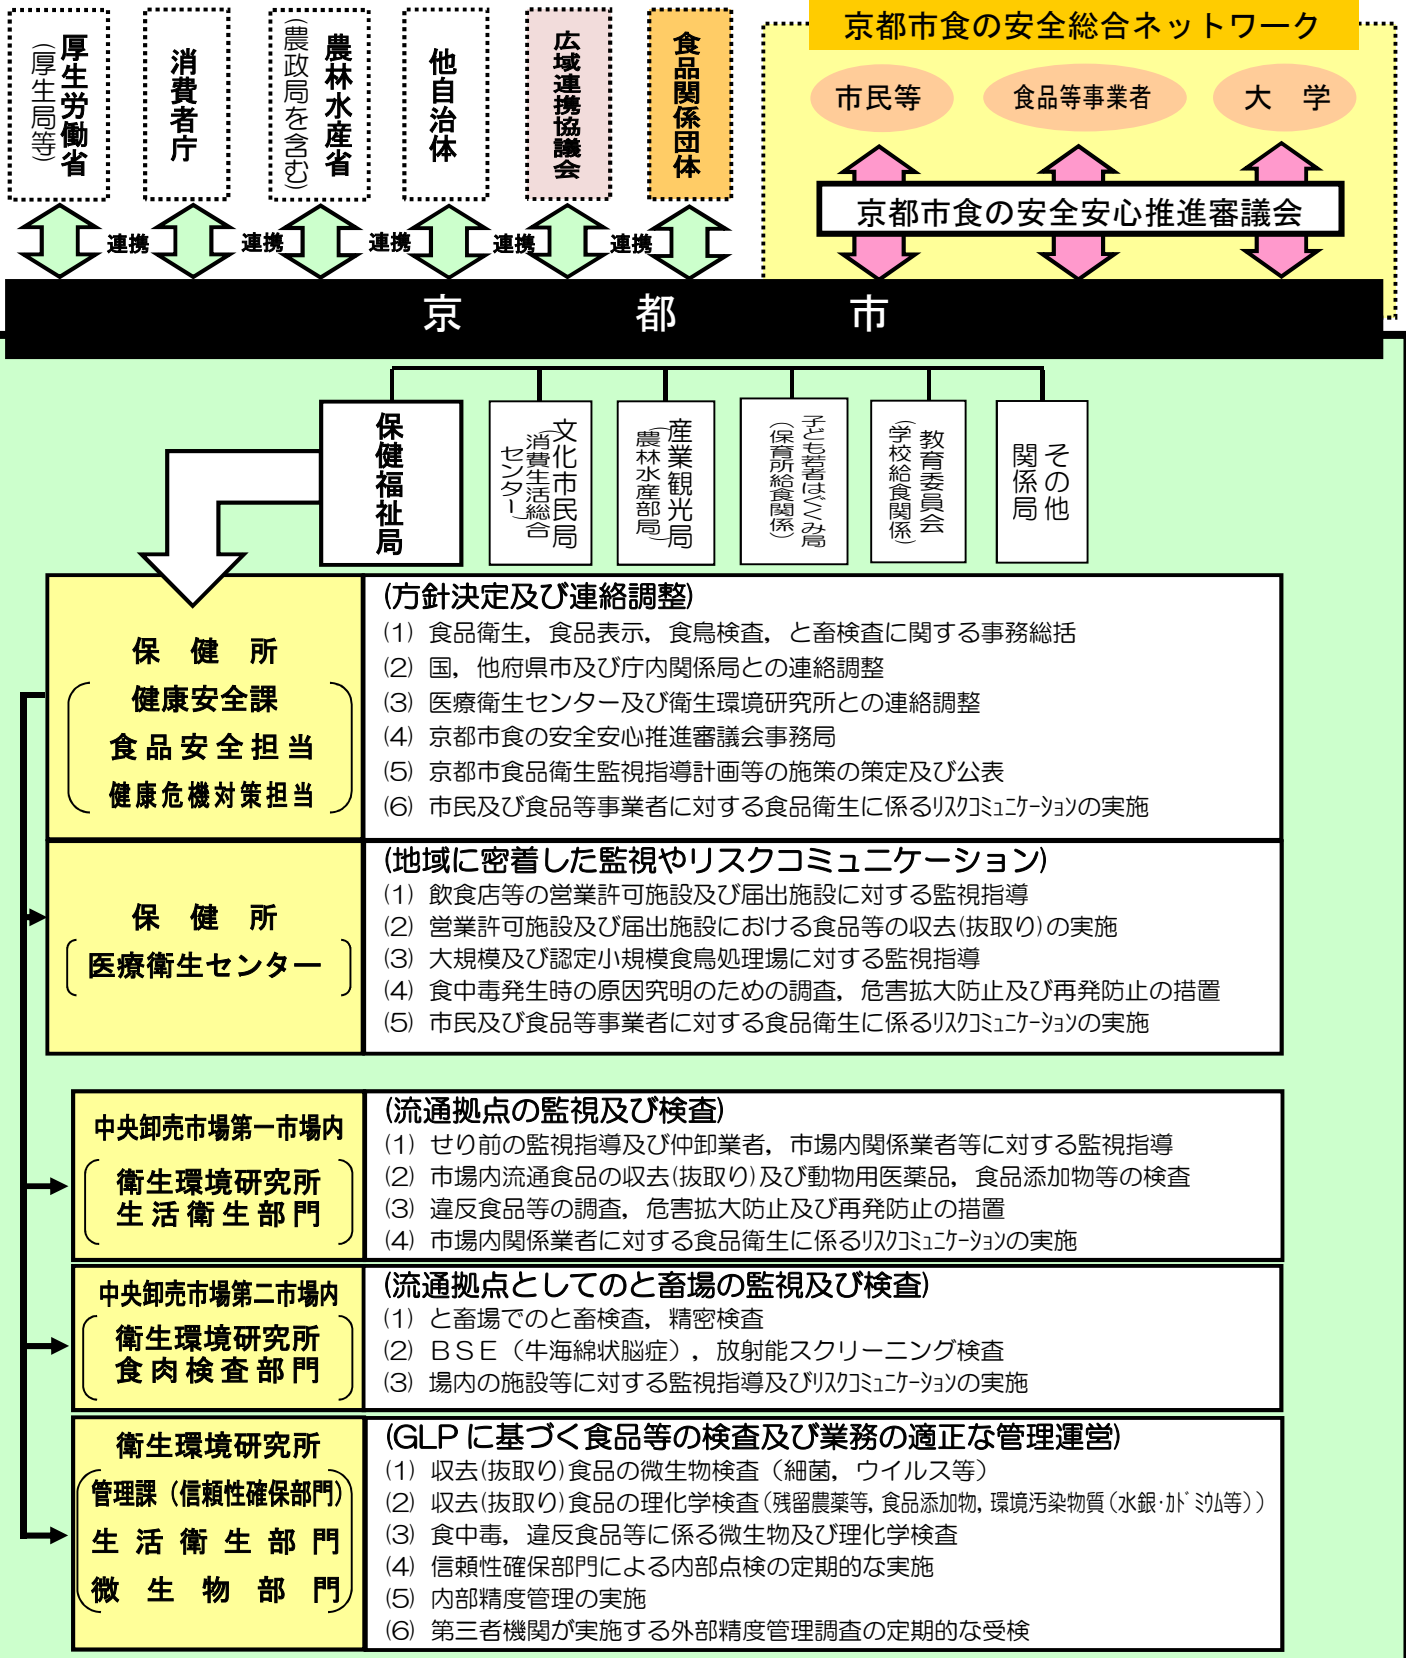 厚生労働省
（厚生局等）
消費者庁
農林水産省
（農政局を含む）
他自治体
広域連携協議会
食品関係団体
京都市食の安全総合ネットワーク
市民等
食品等事業者
大　学
京都市食の安全安心推進審議会
連携
連携
連携
連携
連携
京　都　市
保健福祉局
文化市民局
（消費生活総合
センター）
産業観光局
（農林水産部局）
子ども若者はぐくみ局
（保育所給食関係）
教育委員会
（学校給食関係）
その他
関係局
保　健　所
健康安全課
食品安全担当
健康危機対策担当
(方針決定及び連絡調整)
(1) 食品衛生，食品表示，食鳥検査，と畜検査に関する事務総括
(2) 国，他府県市及び庁内関係局との連絡調整
(3) 医療衛生センター及び衛生環境研究所との連絡調整
(4) 京都市食の安全安心推進審議会事務局
(5) 京都市食品衛生監視指導計画等の施策の策定及び公表
(6) 市民及び食品等事業者に対する食品衛生に係るﾘｽｸｺﾐｭﾆｹｰｼｮﾝの実施
保　健　所
医療衛生センター
(地域に密着した監視やリスクコミュニケーション)
(1) 飲食店等の営業許可施設及び届出施設に対する監視指導
(2) 営業許可施設及び届出施設における食品等の収去(抜取り)の実施
(3) 大規模及び認定小規模食鳥処理場に対する監視指導
(4) 食中毒発生時の原因究明のための調査，危害拡大防止及び再発防止の措置
(5) 市民及び食品等事業者に対する食品衛生に係るﾘｽｸｺﾐｭﾆｹｰｼｮﾝの実施
中央卸売市場第一市場内
衛生環境研究所
生活衛生部門
(流通拠点の監視及び検査)
(1) せり前の監視指導及び仲卸業者，市場内関係業者等に対する監視指導
(2) 市場内流通食品の収去(抜取り)及び動物用医薬品，食品添加物等の検査
(3) 違反食品等の調査，危害拡大防止及び再発防止の措置
(4) 市場内関係業者に対する食品衛生に係るﾘｽｸｺﾐｭﾆｹｰｼｮﾝの実施
中央卸売市場第二市場内
衛生環境研究所
食肉検査部門
(流通拠点としてのと畜場の監視及び検査)
(1) と畜場でのと畜検査，精密検査
(2) ＢＳＥ（牛海綿状脳症），放射能スクリーニング検査
(3) 場内の施設等に対する監視指導及びﾘｽｸｺﾐｭﾆｹｰｼｮﾝの実施
衛生環境研究所
管理課（信頼性確保部門）
生活衛生部門
微生物部門
(GLP に基づく食品等の検査及び業務の適正な管理運営)
(1) 収去(抜取り)食品の微生物検査（細菌，ウイルス等）
(2) 収去(抜取り)食品の理化学検査(残留農薬等，食品添加物，環境汚染物質(水銀･ｶﾄﾞﾐｳﾑ等))
(3) 食中毒，違反食品等に係る微生物及び理化学検査
(4) 信頼性確保部門による内部点検の定期的な実施
(5) 内部精度管理の実施
(6) 第三者機関が実施する外部精度管理調査の定期的な受検